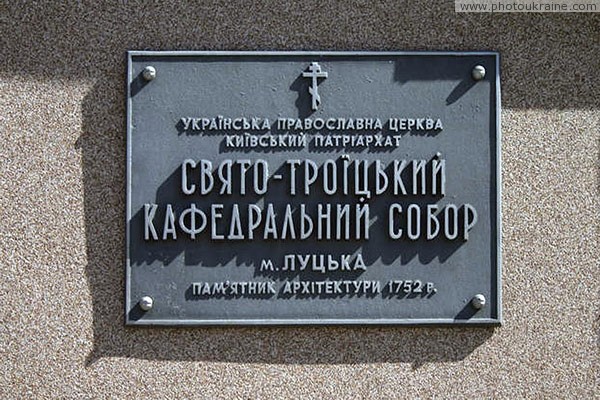 www.photoukraine.com
УКРАЇНСЬКА ПРАВОСЛАВНА ЦЕРКВА
КИЇВСЬКИЙ ПАТРІАРХАТ
СВЯТО-ТРОЇЦЬКИЙ
КАФЕДРАЛЬНИЙ СОБОР
м. ЛУЦЬКА
ПАМ'ЯТНИК АРХІТЕКТУРИ 1752 р.